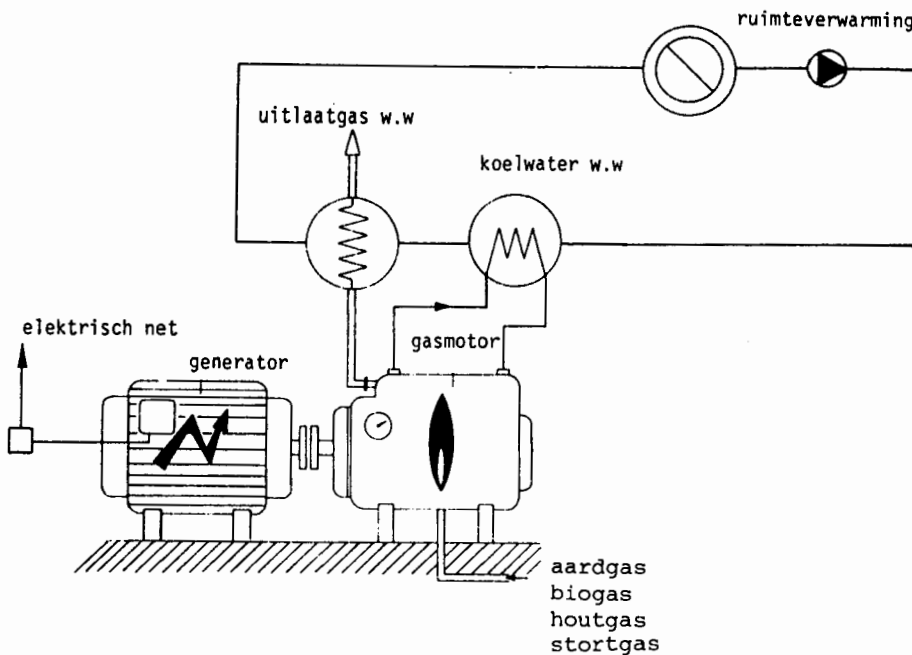 ruimteverwarming
uitlaatgas w.w
koelwater w.w
elektrisch net
generator
gasmotor
aardgas
biogas
houtgas
stortgas